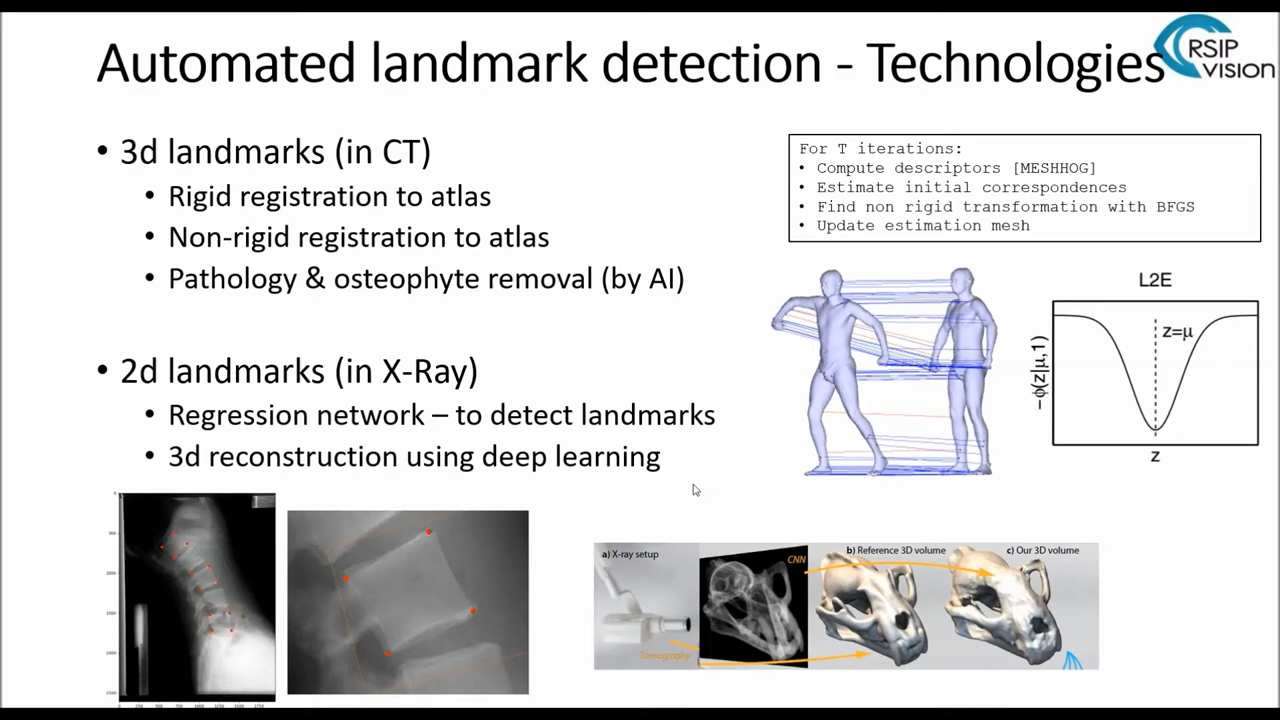 Automated landmark detection - Technologies
RSIP
vision
• 3d landmarks (in CT)
• Rigid registration to atlas
• Non-rigid registration to atlas
• Pathology & osteophyte removal (by AI)
• 2d landmarks (in X-Ray)
• Regression network – to detect landmarks
• 3d reconstruction using deep learning
For T iterations:
• Compute descriptors [MESHHOG]
• Estimate initial correspondences
• Find non rigid transformation with BFGS
• Update estimation mesh
L2E
z=μ
−ϕ(z|μ,1)
z
a) X-ray setup
CNN
b) Reference 3D volume
c) Our 3D volume
Tomography